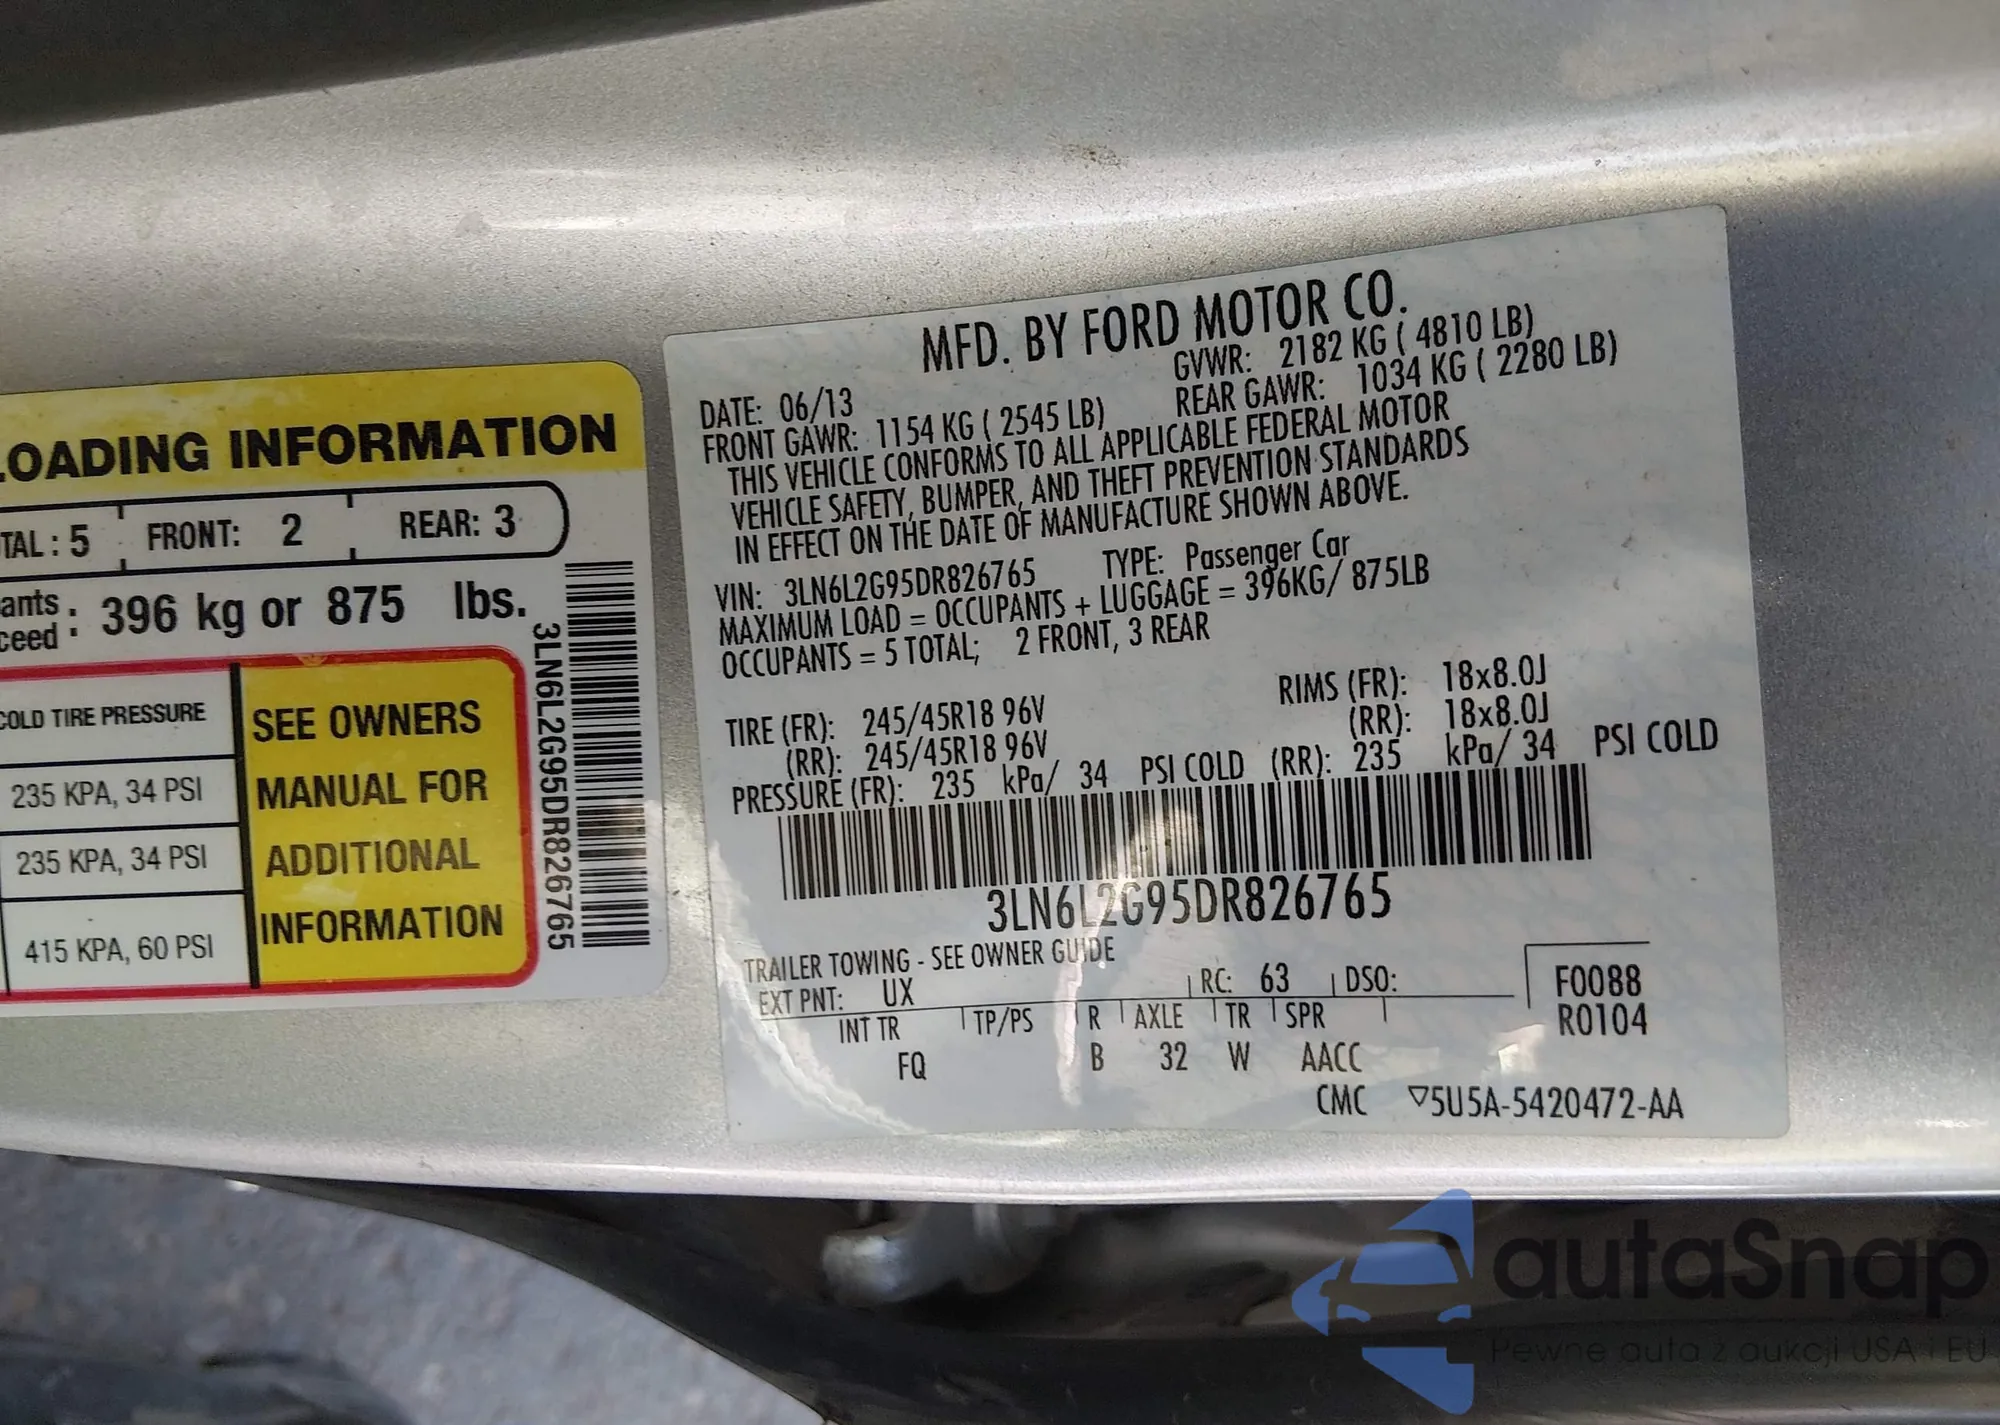 LOADING INFORMATION
TAL : 5 FRONT: 2 REAR: 3
ants
ceed : 396 kg or 875 lbs.
COLD TIRE PRESSURE
235 KPA, 34 PSI
235 KPA, 34 PSI
415 KPA, 60 PSI
SEE OWNERS
MANUAL FOR
ADDITIONAL
INFORMATION
3LN6L2G95DR826765
MFD. BY FORD MOTOR CO.
DATE: 06/13 GVWR: 2182 KG ( 4810 LB)
FRONT GAWR: 1154 KG ( 2545 LB) REAR GAWR: 1034 KG ( 2280 LB)
THIS VEHICLE CONFORMS TO ALL APPLICABLE FEDERAL MOTOR
VEHICLE SAFETY, BUMPER, AND THEFT PREVENTION STANDARDS
IN EFFECT ON THE DATE OF MANUFACTURE SHOWN ABOVE.
VIN: 3LN6L2G95DR826765 TYPE: Passenger Car
MAXIMUM LOAD = OCCUPANTS + LUGGAGE = 396KG/ 875LB
OCCUPANTS = 5 TOTAL; 2 FRONT, 3 REAR
TIRE (FR): 245/45R18 96V RIMS (FR): 18x8.0J
(RR): 245/45R18 96V (RR): 18x8.0J
PRESSURE (FR): 235 kPa/ 34 PSI COLD (RR): 235 kPa/ 34 PSI COLD
3LN6L2G95DR826765
TRAILER TOWING - SEE OWNER GUIDE
EXT PNT: UX RC: 63 DSO: F0088
INT TR TP/PS R AXLE TR SPR R0104
FQ B 32 W AACC
CMC ▽5U5A-5420472-AA
autaSnap
Pewne auta z aukcji USA i EU